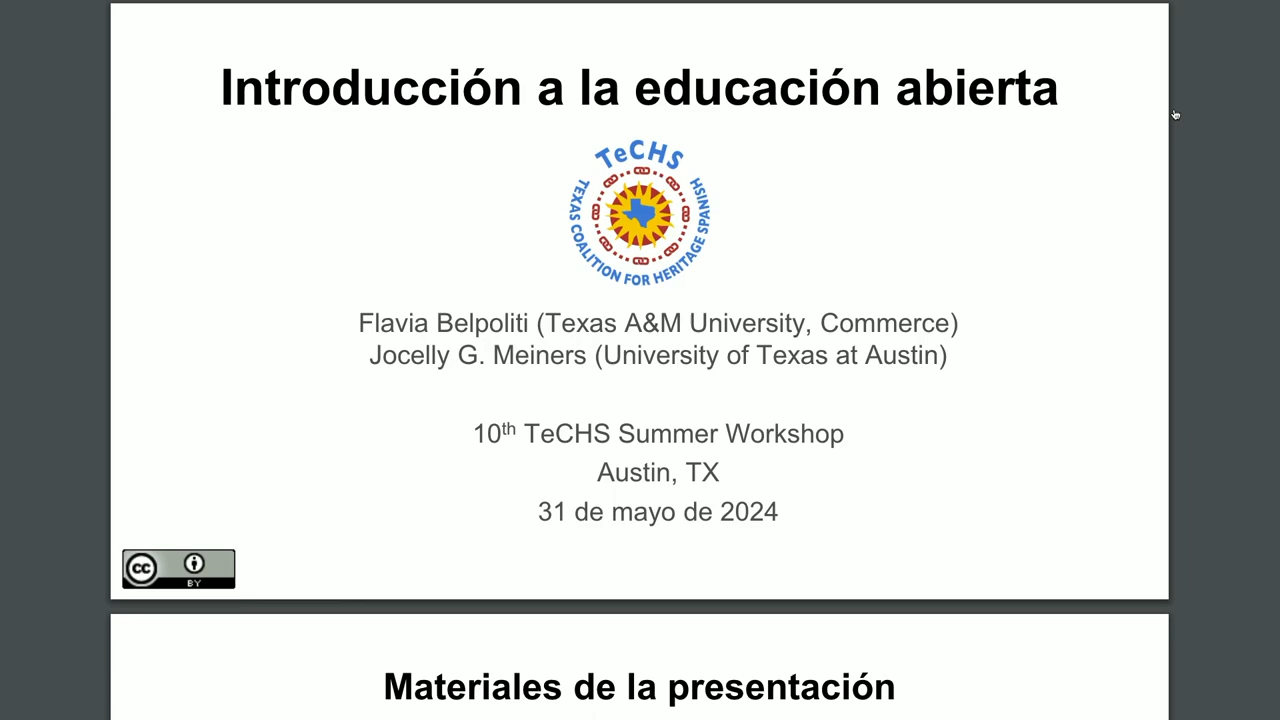 Introducción a la educación abierta
TeCHS
TEXAS COALITION FOR HERITAGE SPANISH
Flavia Belpoliti (Texas A&M University, Commerce)
Jocelly G. Meiners (University of Texas at Austin)
10th TeCHS Summer Workshop
Austin, TX
31 de mayo de 2024
cc
BY
Materiales de la presentación